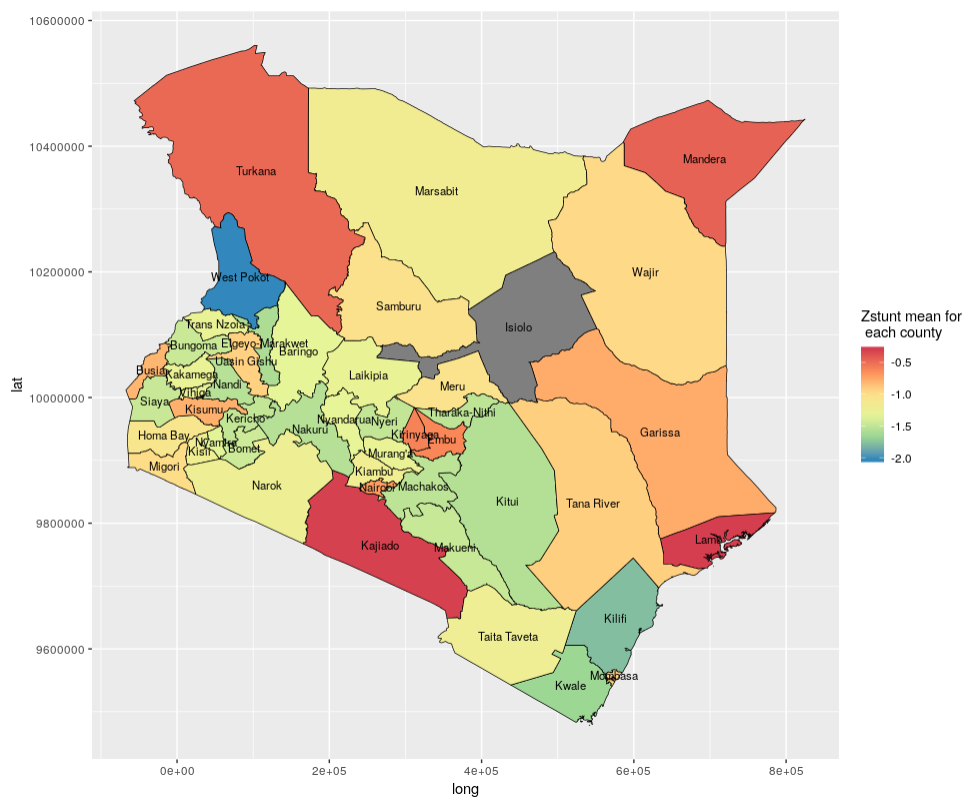 10600000
10400000
10200000
10000000
9800000
9600000
lat
0e+00
2e+05
4e+05
6e+05
8e+05
long
Turkana
Marsabit
Mandera
West Pokot
Wajir
Samburu
Isiolo
Trans Nzoia
Bungoma
Elgeyo-Marakwet
Baringo
Uasin Gishu
Busia
Kakamega
Laikipia
Meru
Vihiga
Nandi
Siaya
Kisumu
Kericho
Nyandarua
Nyeri
Tharaka-Nithi
Nakuru
Kirinyaga
Embu
Garissa
Homa Bay
Nyamira
Kisii
Bomet
Murang'a
Migori
Narok
Kiambu
Nairobi
Machakos
Kitui
Tana River
Kajiado
Makueni
Lamu
Kilifi
Taita Taveta
Mombasa
Kwale
Zstunt mean for
each county
-0.5
-1.0
-1.5
-2.0